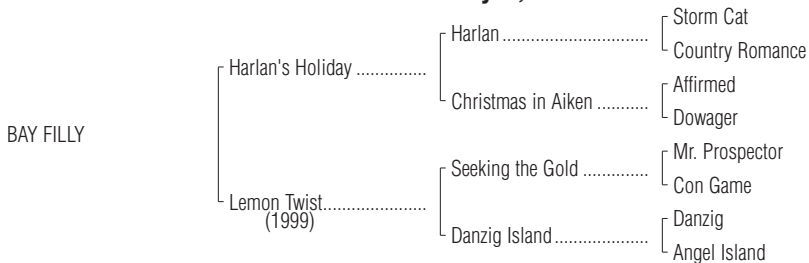 Storm Cat
Harlan
Country Romance
Harlan's Holiday
Affirmed
Christmas in Aiken
Dowager
BAY FILLY
Mr. Prospector
Seeking the Gold
Con Game
Lemon Twist
(1999)
Danzig
Danzig Island
Angel Island